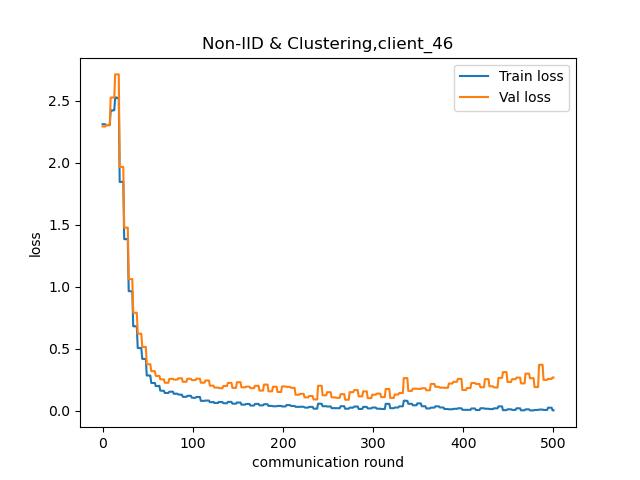 Non-IID & Clustering,client_46
Train loss
Val loss
2.5
2.0
1.5
1.0
0.5
0.0
loss
0
100
200
300
400
500
communication round